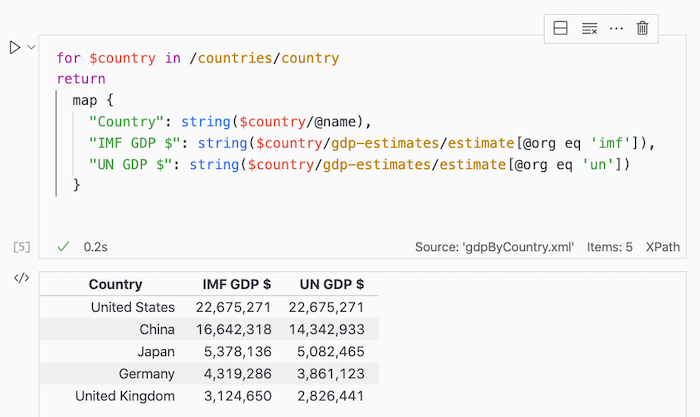 for $country in /countries/country
return
map {
"Country": string($country/@name),
"IMF GDP $": string($country/gdp-estimates/estimate[@org eq 'imf']),
"UN GDP $": string($country/gdp-estimates/estimate[@org eq 'un'])
}
[5] 0.2s Source: 'gdpByCountry.xml' Items: 5 XPath
</> Country IMF GDP $ UN GDP $
United States 22,675,271 22,675,271
China 16,642,318 14,342,933
Japan 5,378,136 5,082,465
Germany 4,319,286 3,861,123
United Kingdom 3,124,650 2,826,441